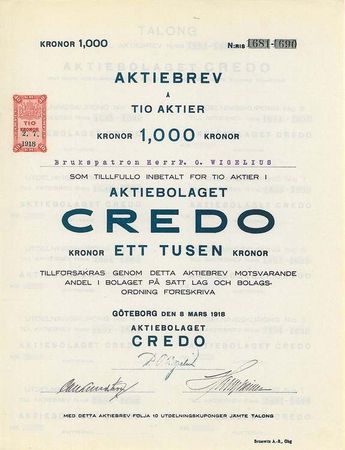 TALONG
KRONOR 1,000
N:RIS 1681-1690
AKTIEBREV
Å
TIO AKTIER
KRONOR 1,000 KRONOR
TIO
KRONOR
2. 7.
1918
Brukspatron Herr P. G. WIGELIUS
SOM TILLFULLO INBETALT FÖR TIO AKTIER I
AKTIEBOLAGET
CREDO
KRONOR ETT TUSEN KRONOR
TILLFÖRSÄKRAS GENOM DETTA AKTIEBREV MOTSVARANDE
ANDEL I BOLAGET PÅ SÄTT LAG OCH BOLAGS-
ORDNING FÖRESKRIVA
GÖTEBORG DEN 8 MARS 1918
AKTIEBOLAGET
CREDO
MED DETTA AKTIEBREV FÖLJA 10 UTDELNINGSKUPONGER JÄMTE TALONG